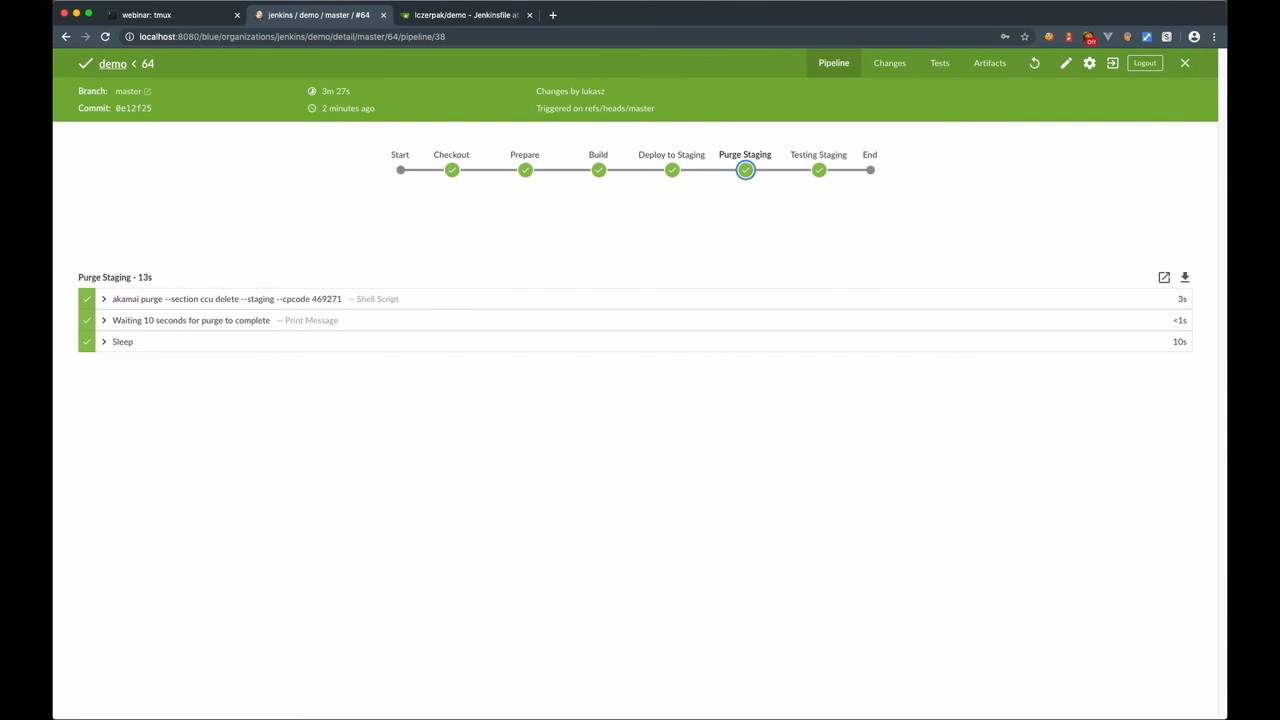 webinar: tmux
jenkins / demo / master / #64
lczerpak/demo - Jenkinsfile at
localhost:8080/blue/organizations/jenkins/demo/detail/master/64/pipeline/38
Off
S
demo < 64
Pipeline
Changes
Tests
Artifacts
Logout
Branch: master
3m 27s
Changes by lukasz
Commit: 0e12f25
2 minutes ago
Triggered on refs/heads/master
Start
Checkout
Prepare
Build
Deploy to Staging
Purge Staging
Testing Staging
End
Purge Staging - 13s
akamai purge --section ccu delete --staging --cpcode 469271 — Shell Script
3s
Waiting 10 seconds for purge to complete — Print Message
<1s
Sleep
10s